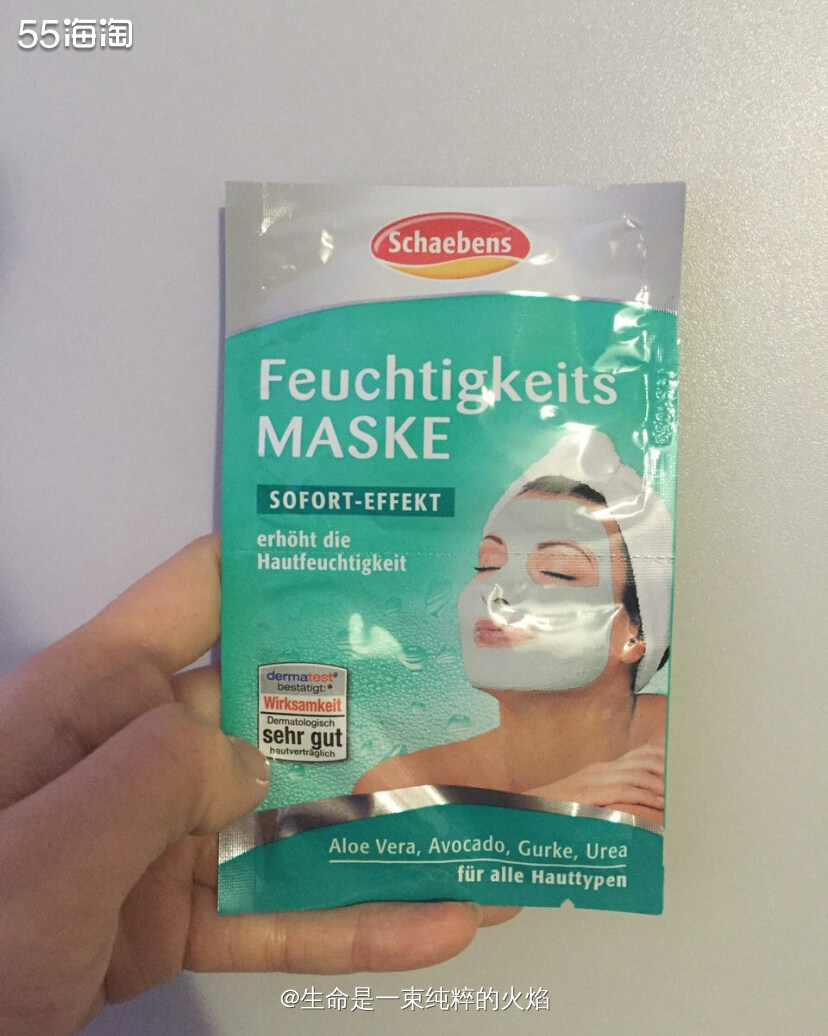 55海淘
Schaebens
Feuchtigkeits
MASKE
SOFORT-EFFEKT
erhöht die
Hautfeuchtigkeit
dermatest®
bestätigt:*
Wirksamkeit
Dermatologisch
sehr gut
hautverträglich
Aloe Vera, Avocado, Gurke, Urea
für alle Hauttypen
@生命是一束纯粹的火焰